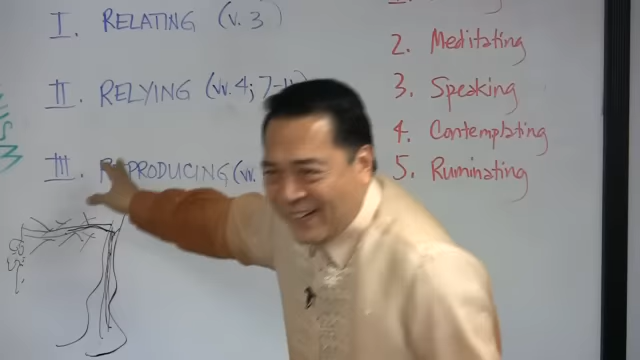 I. RELATING (v. 3)
II. RELYING (vv. 4; 7-11)
III. REPRODUCING (vv.
2. Meditating
3. Speaking
4. Contemplating
5. Ruminating